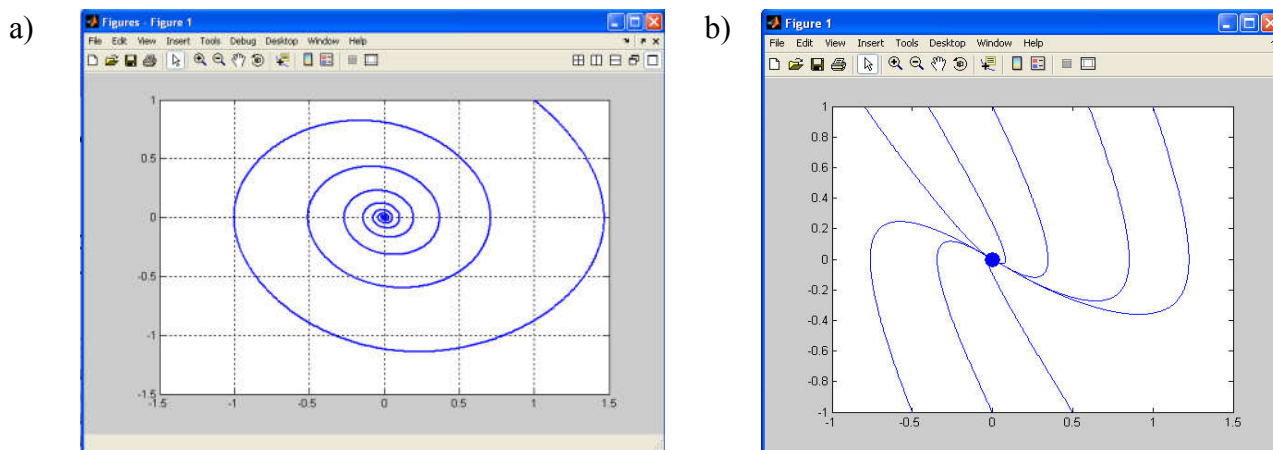 a)
Figures - Figure 1
File Edit View Insert Tools Debug Desktop Window Help
1
0.5
0
-0.5
-1
-1.5
-1.5 -1 -0.5 0 0.5 1 1.5
b)
Figure 1
File Edit View Insert Tools Desktop Window Help
1
0.8
0.6
0.4
0.2
0
-0.2
-0.4
-0.6
-0.8
-1
-1 -0.5 0 0.5 1 1.5